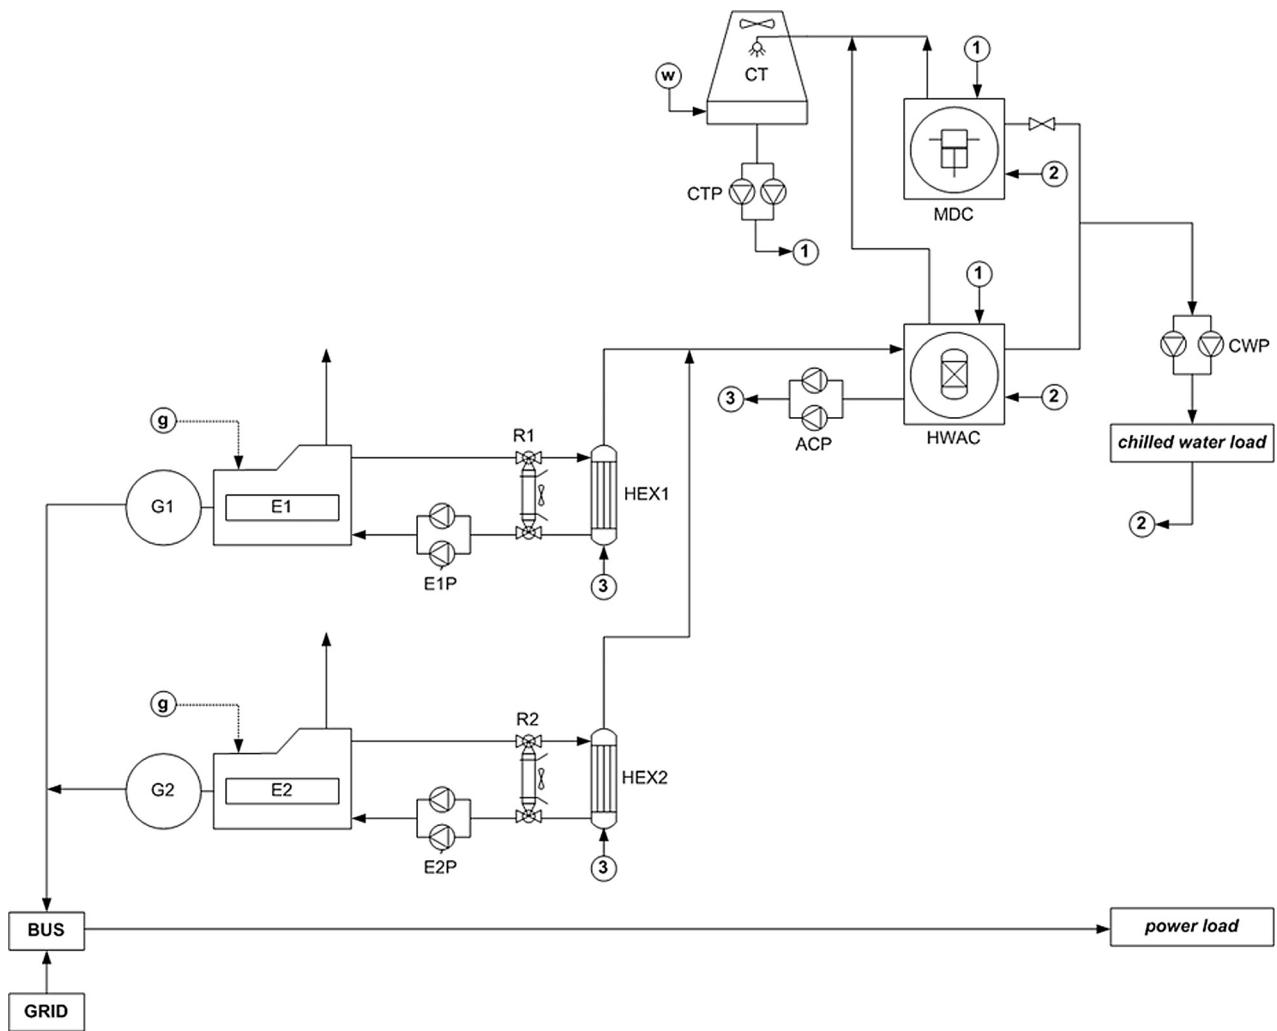 1
w
CT
CTP
2
MDC
1
1
CWP
3
2
HWAC
ACP
chilled water load
g
R1
G1
E1
HEX1
2
E1P
3
g
R2
G2
E2
HEX2
E2P
3
BUS
power load
GRID